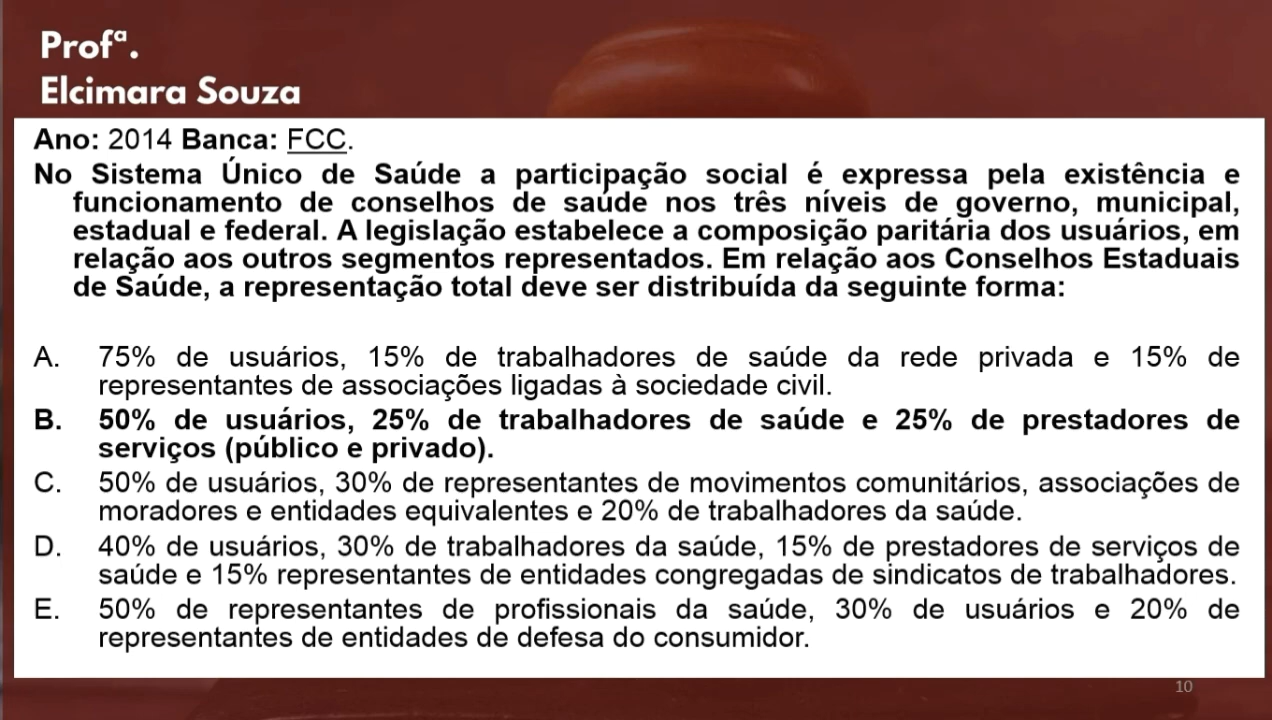 Profª.
Elcimara Souza
Ano: 2014 Banca: FCC.
No Sistema Único de Saúde a participação social é expressa pela existência e
funcionamento de conselhos de saúde nos três níveis de governo, municipal,
estadual e federal. A legislação estabelece a composição paritária dos usuários, em
relação aos outros segmentos representados. Em relação aos Conselhos Estaduais
de Saúde, a representação total deve ser distribuída da seguinte forma:
A. 75% de usuários, 15% de trabalhadores de saúde da rede privada e 15% de
representantes de associações ligadas à sociedade civil.
B. 50% de usuários, 25% de trabalhadores de saúde e 25% de prestadores de
serviços (público e privado).
C. 50% de usuários, 30% de representantes de movimentos comunitários, associações de
moradores e entidades equivalentes e 20% de trabalhadores da saúde.
D. 40% de usuários, 30% de trabalhadores da saúde, 15% de prestadores de serviços de
saúde e 15% representantes de entidades congregadas de sindicatos de trabalhadores.
E. 50% de representantes de profissionais da saúde, 30% de usuários e 20% de
representantes de entidades de defesa do consumidor.
10